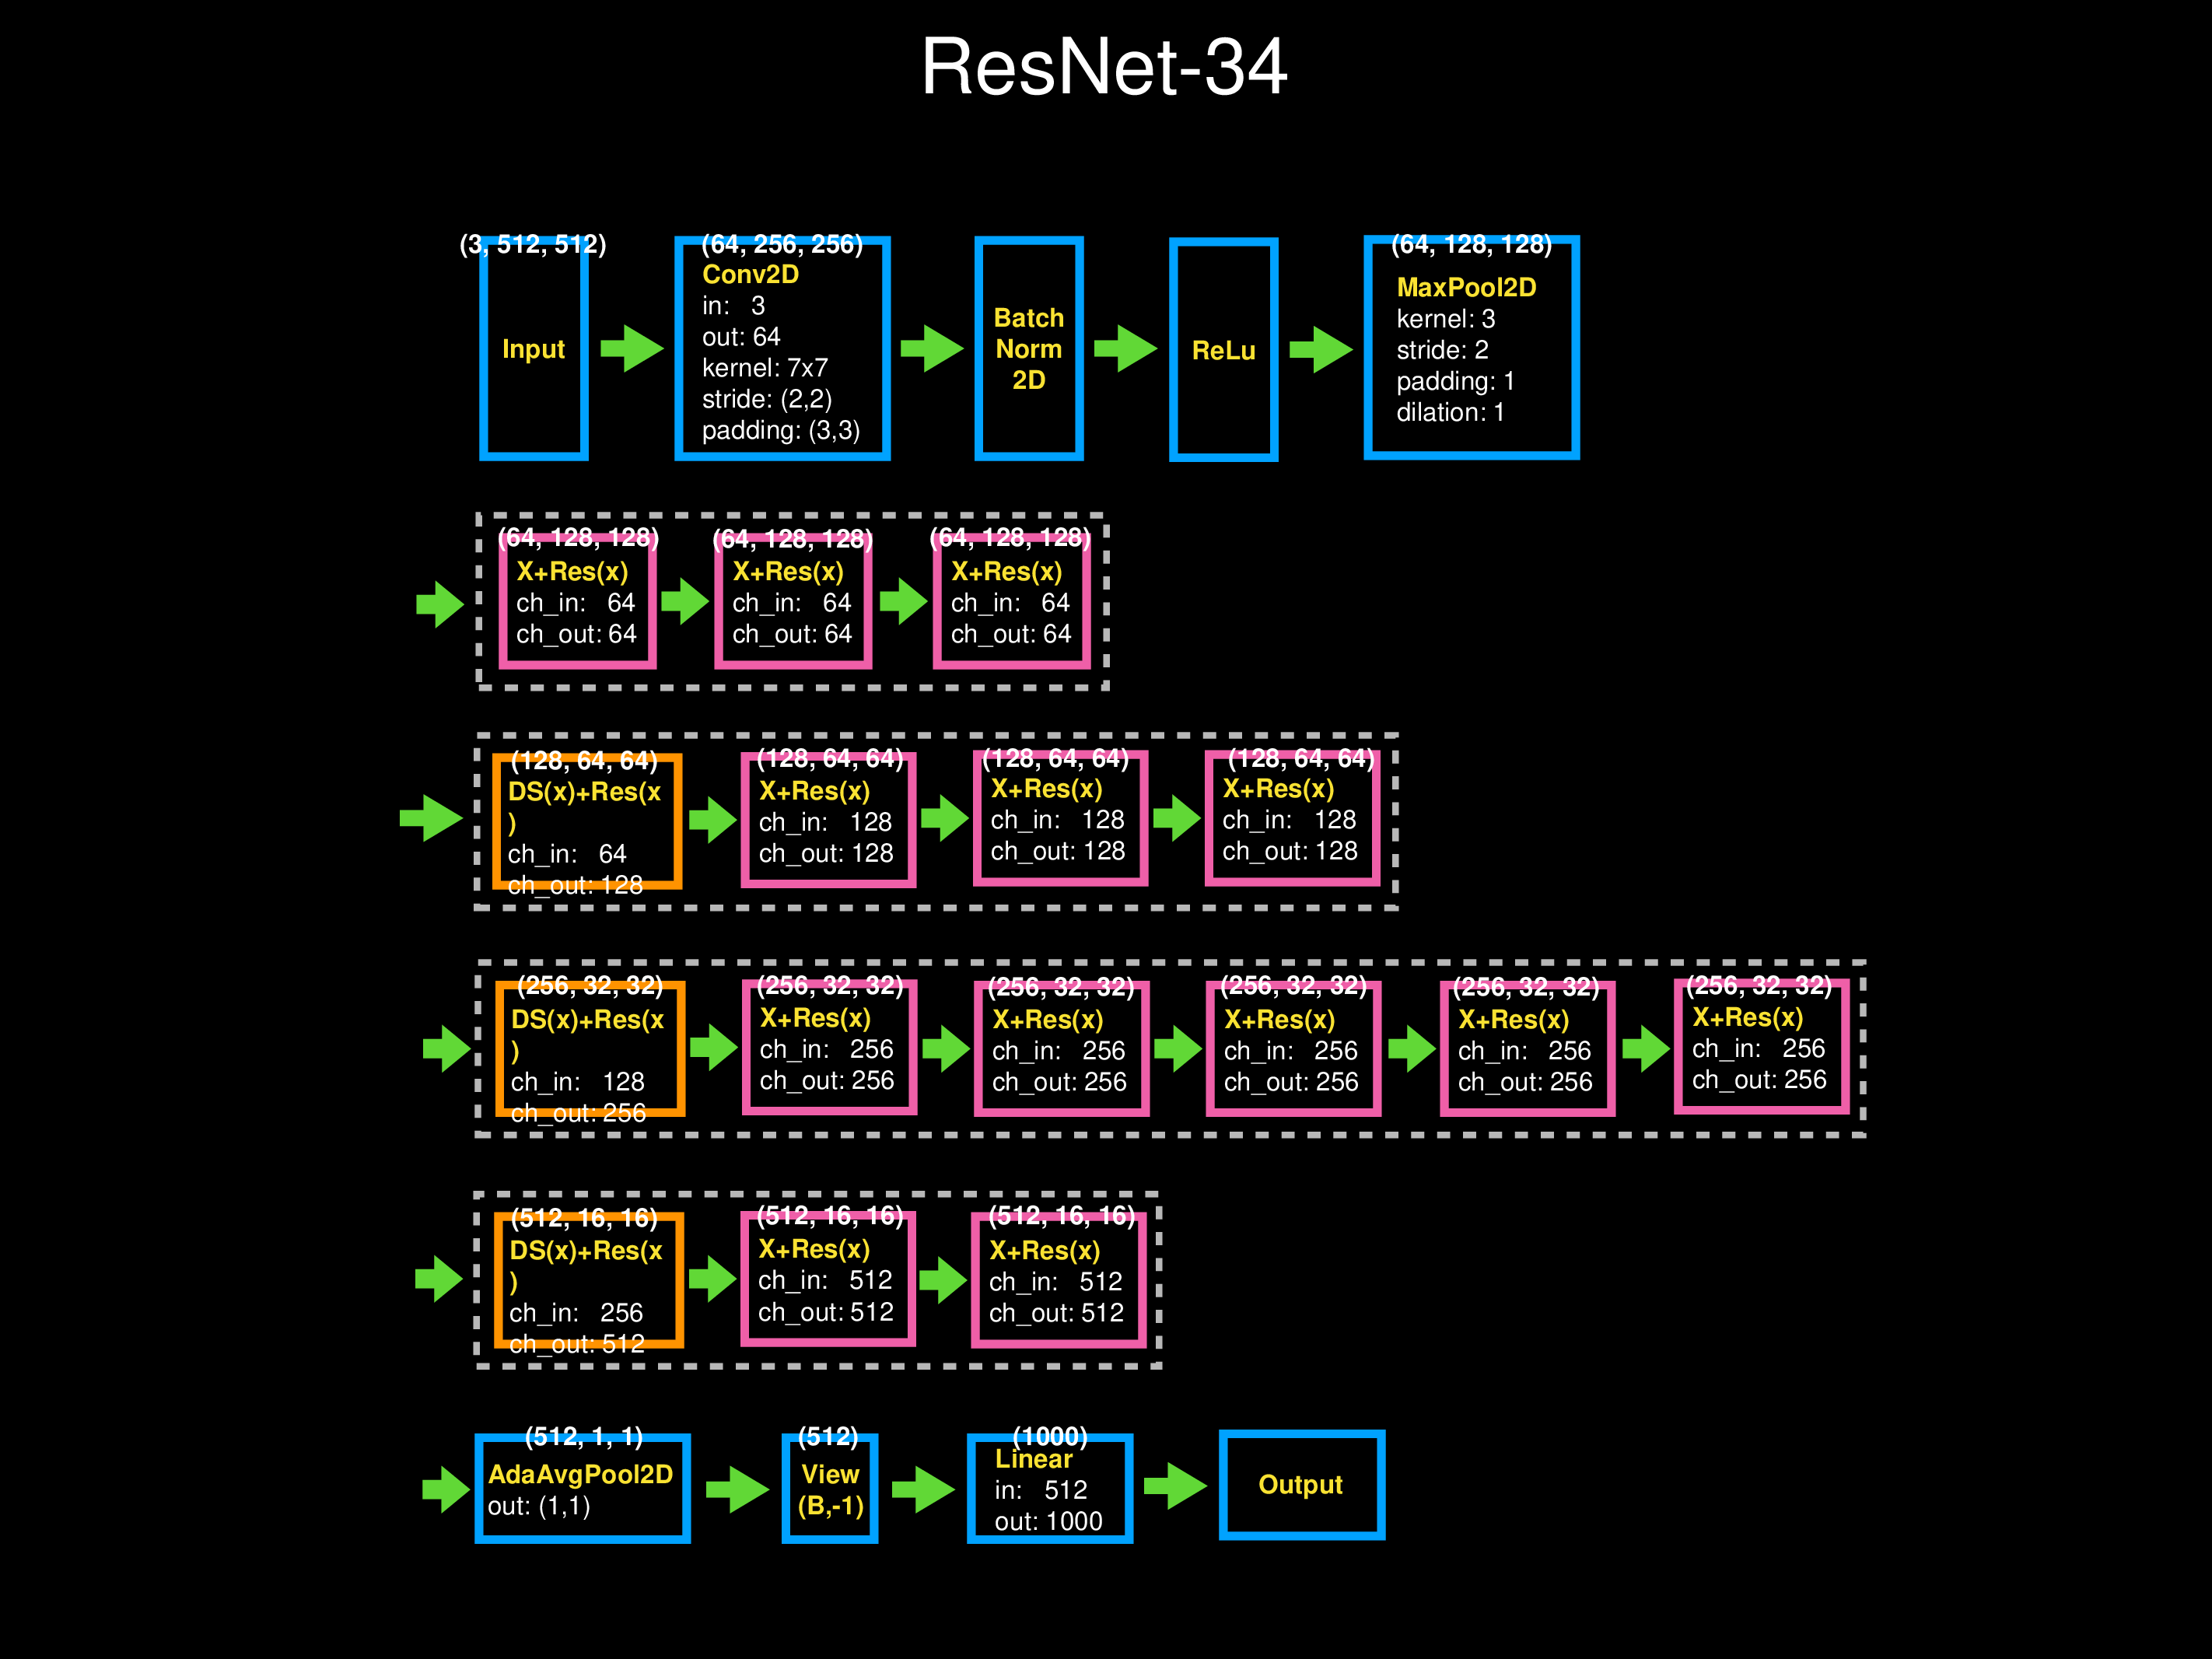 ResNet-34
(3, 512, 512)
Input
(64, 256, 256)
Conv2D
in: 3
out: 64
kernel: 7x7
stride: (2,2)
padding: (3,3)
Batch
Norm
2D
ReLu
(64, 128, 128)
MaxPool2D
kernel: 3
stride: 2
padding: 1
dilation: 1
(64, 128, 128)
X+Res(x)
ch_in: 64
ch_out: 64
(64, 128, 128)
X+Res(x)
ch_in: 64
ch_out: 64
(64, 128, 128)
X+Res(x)
ch_in: 64
ch_out: 64
(128, 64, 64)
DS(x)+Res(x
)
ch_in: 64
ch_out: 128
(128, 64, 64)
X+Res(x)
ch_in: 128
ch_out: 128
(128, 64, 64)
X+Res(x)
ch_in: 128
ch_out: 128
(128, 64, 64)
X+Res(x)
ch_in: 128
ch_out: 128
(256, 32, 32)
DS(x)+Res(x
)
ch_in: 128
ch_out: 256
(256, 32, 32)
X+Res(x)
ch_in: 256
ch_out: 256
(256, 32, 32)
X+Res(x)
ch_in: 256
ch_out: 256
(256, 32, 32)
X+Res(x)
ch_in: 256
ch_out: 256
(256, 32, 32)
X+Res(x)
ch_in: 256
ch_out: 256
(256, 32, 32)
X+Res(x)
ch_in: 256
ch_out: 256
(512, 16, 16)
DS(x)+Res(x
)
ch_in: 256
ch_out: 512
(512, 16, 16)
X+Res(x)
ch_in: 512
ch_out: 512
(512, 16, 16)
X+Res(x)
ch_in: 512
ch_out: 512
(512, 1, 1)
AdaAvgPool2D
out: (1,1)
(512)
View
(B,-1)
(1000)
Linear
in: 512
out: 1000
Output